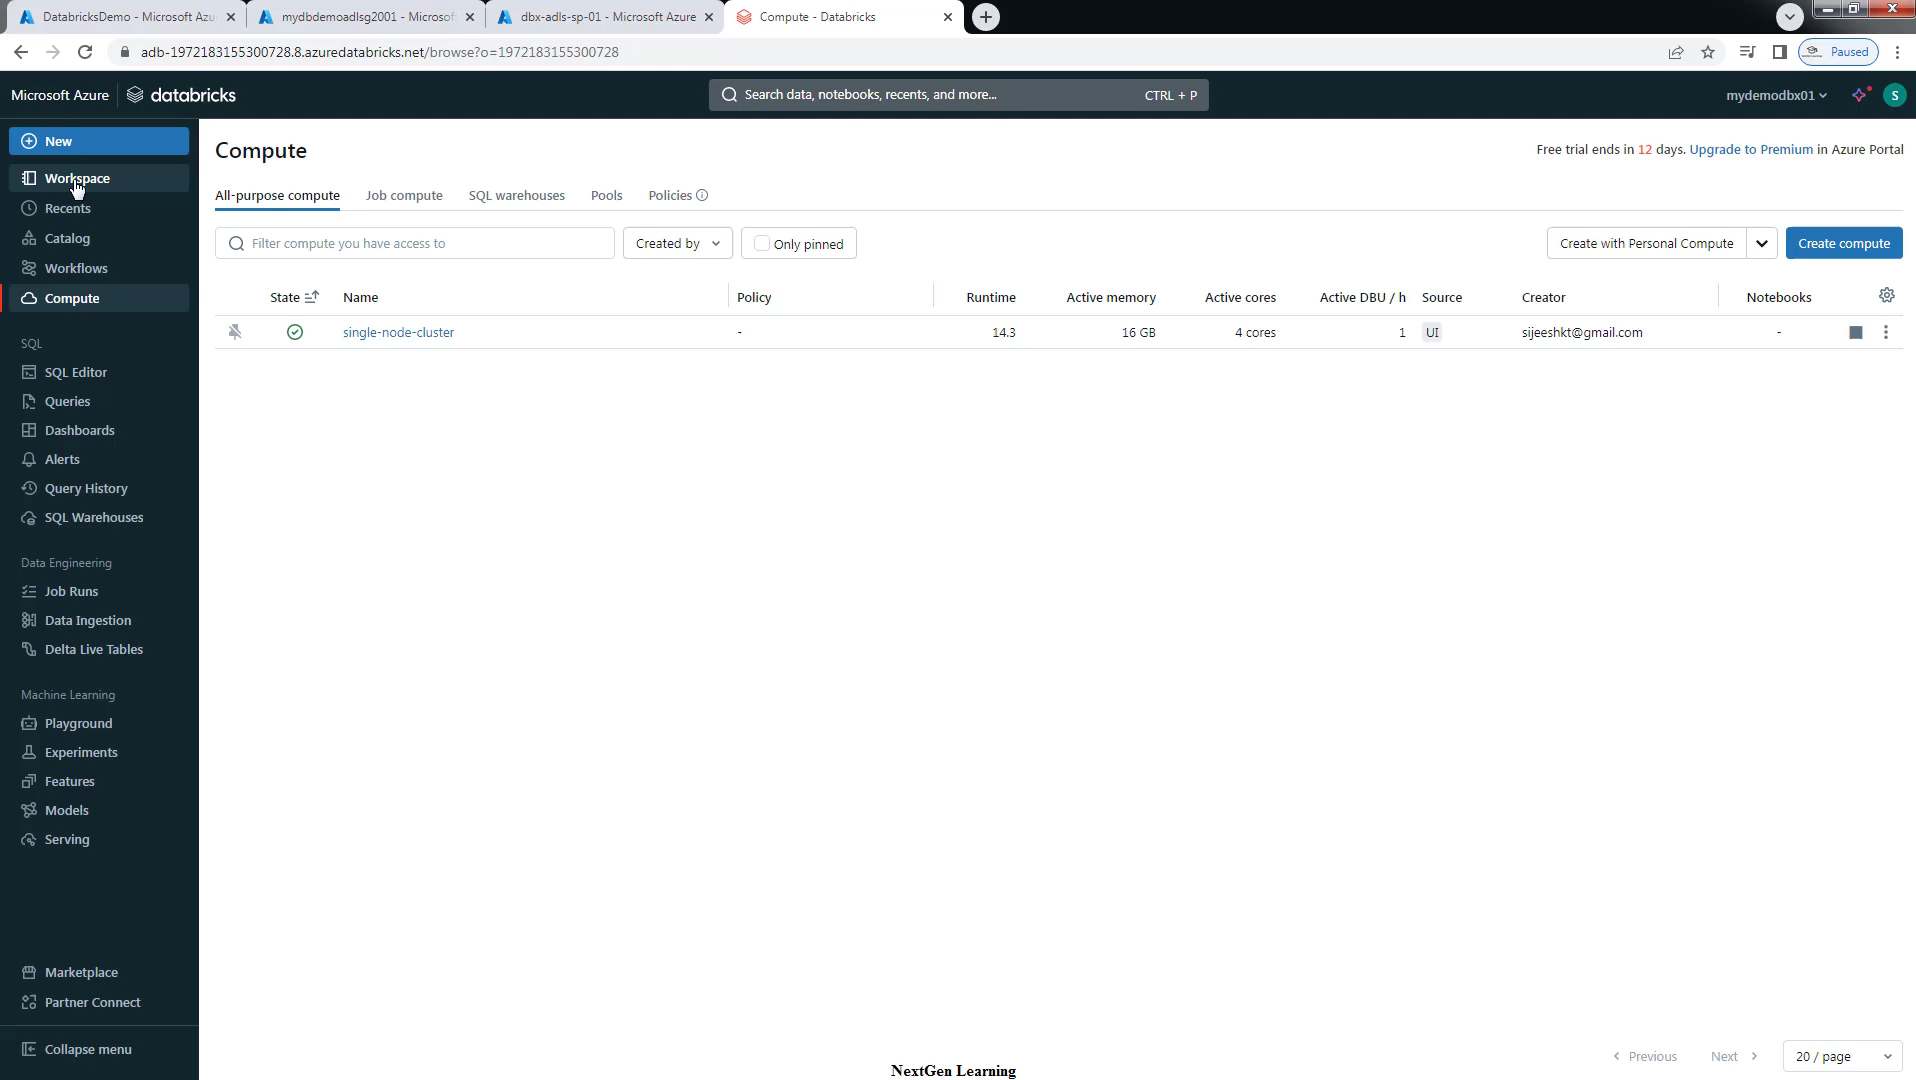 DatabricksDemo - Microsoft Azu
mydbdemoadlsg2001 - Microsoft
dbx-adls-sp-01 - Microsoft Azure
Compute - Databricks
adb-1972183155300728.8.azuredatabricks.net/browse?o=1972183155300728
Paused
Microsoft Azure
databricks
Search data, notebooks, recents, and more...
CTRL + P
mydemodbx01
S
New
Workspace
Recents
Catalog
Workflows
Compute
SQL
SQL Editor
Queries
Dashboards
Alerts
Query History
SQL Warehouses
Data Engineering
Job Runs
Data Ingestion
Delta Live Tables
Machine Learning
Playground
Experiments
Features
Models
Serving
Marketplace
Partner Connect
Collapse menu
Compute
Free trial ends in 12 days. Upgrade to Premium in Azure Portal
All-purpose compute
Job compute
SQL warehouses
Pools
Policies
Filter compute you have access to
Created by
Only pinned
Create with Personal Compute
Create compute
State Name Policy Runtime Active memory Active cores Active DBU / h Source Creator Notebooks
single-node-cluster - 14.3 16 GB 4 cores 1 UI sijeeshkt@gmail.com -
Previous
Next
20 / page
NextGen Learning